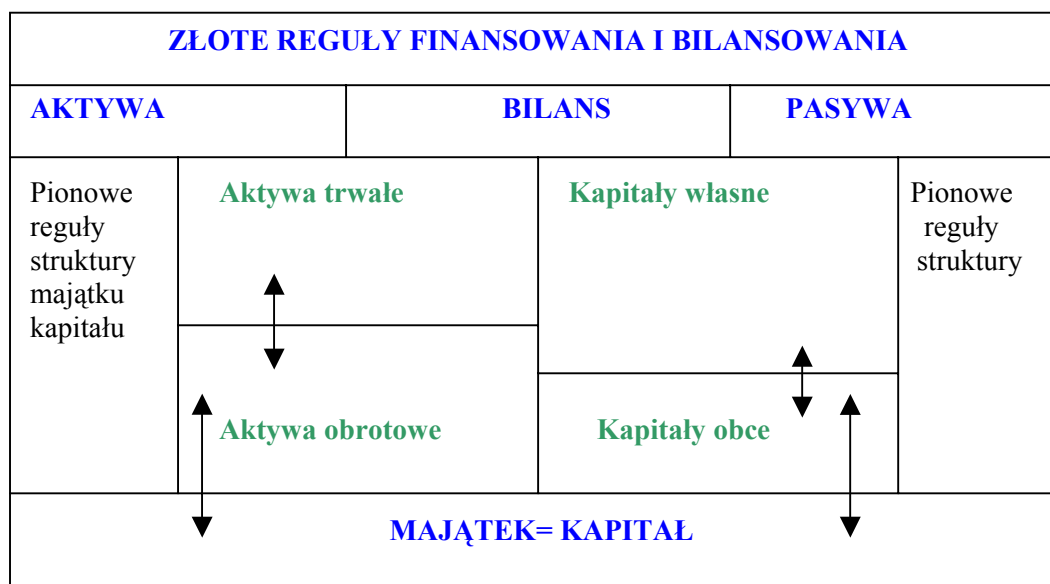 ZŁOTE REGUŁY FINANSOWANIA I BILANSOWANIA
AKTYWA
BILANS
PASYWA
Pionowe
reguły
struktury
majątku
kapitału
Aktywa trwałe
Kapitały własne
Pionowe
reguły
struktury
Aktywa obrotowe
Kapitały obce
MAJĄTEK= KAPITAŁ